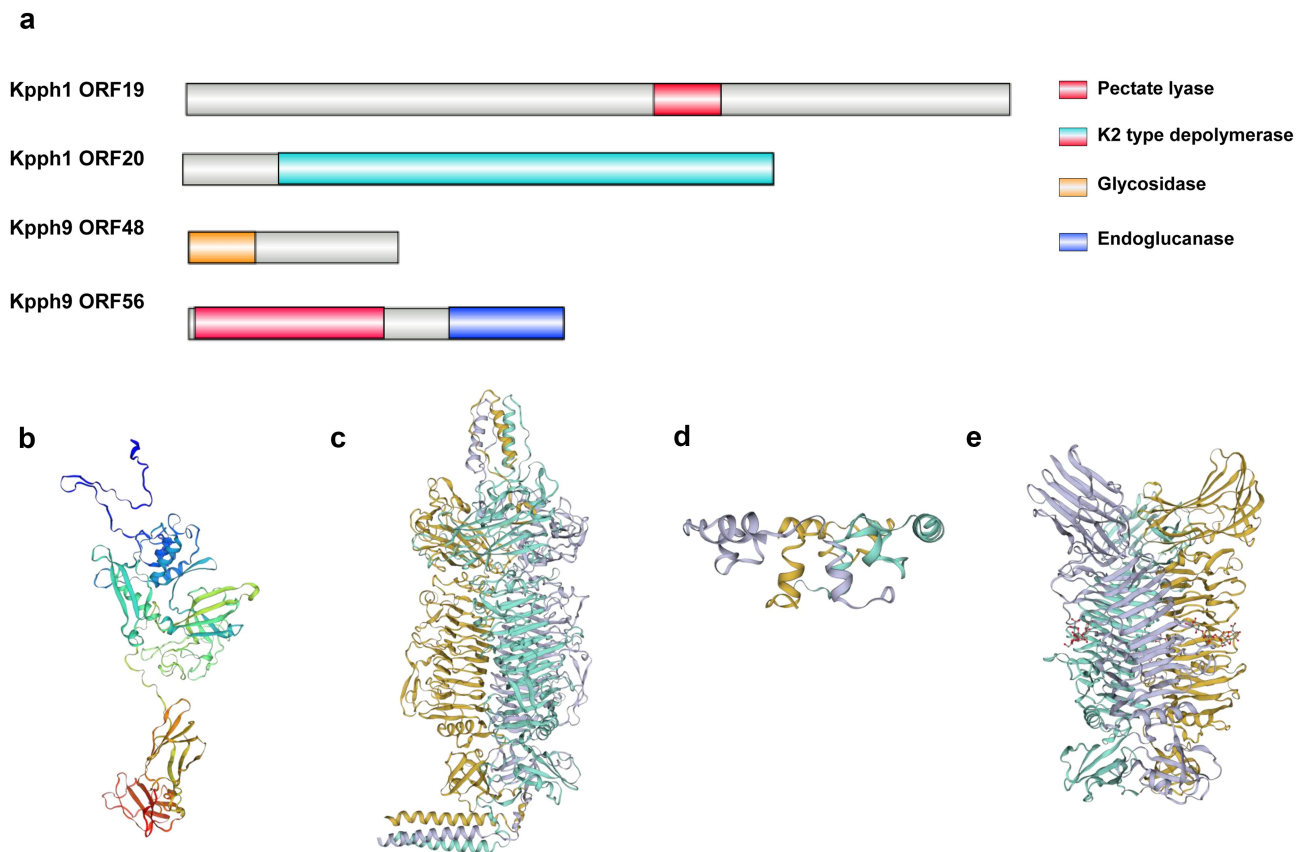 a
Kpph1 ORF19
Kpph1 ORF20
Kpph9 ORF48
Kpph9 ORF56
Pectate lyase
K2 type depolymerase
Glycosidase
Endoglucanase
b
c
d
e